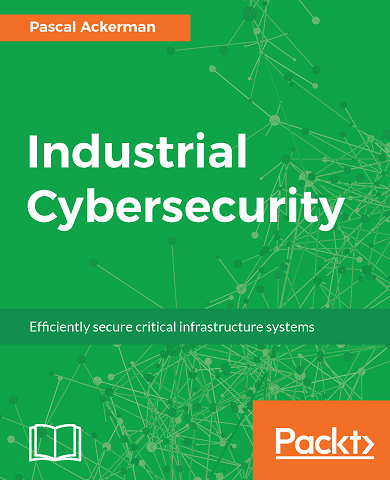 Pascal Ackerman
Industrial
Cybersecurity
Efficiently secure critical infrastructure systems
Packt>